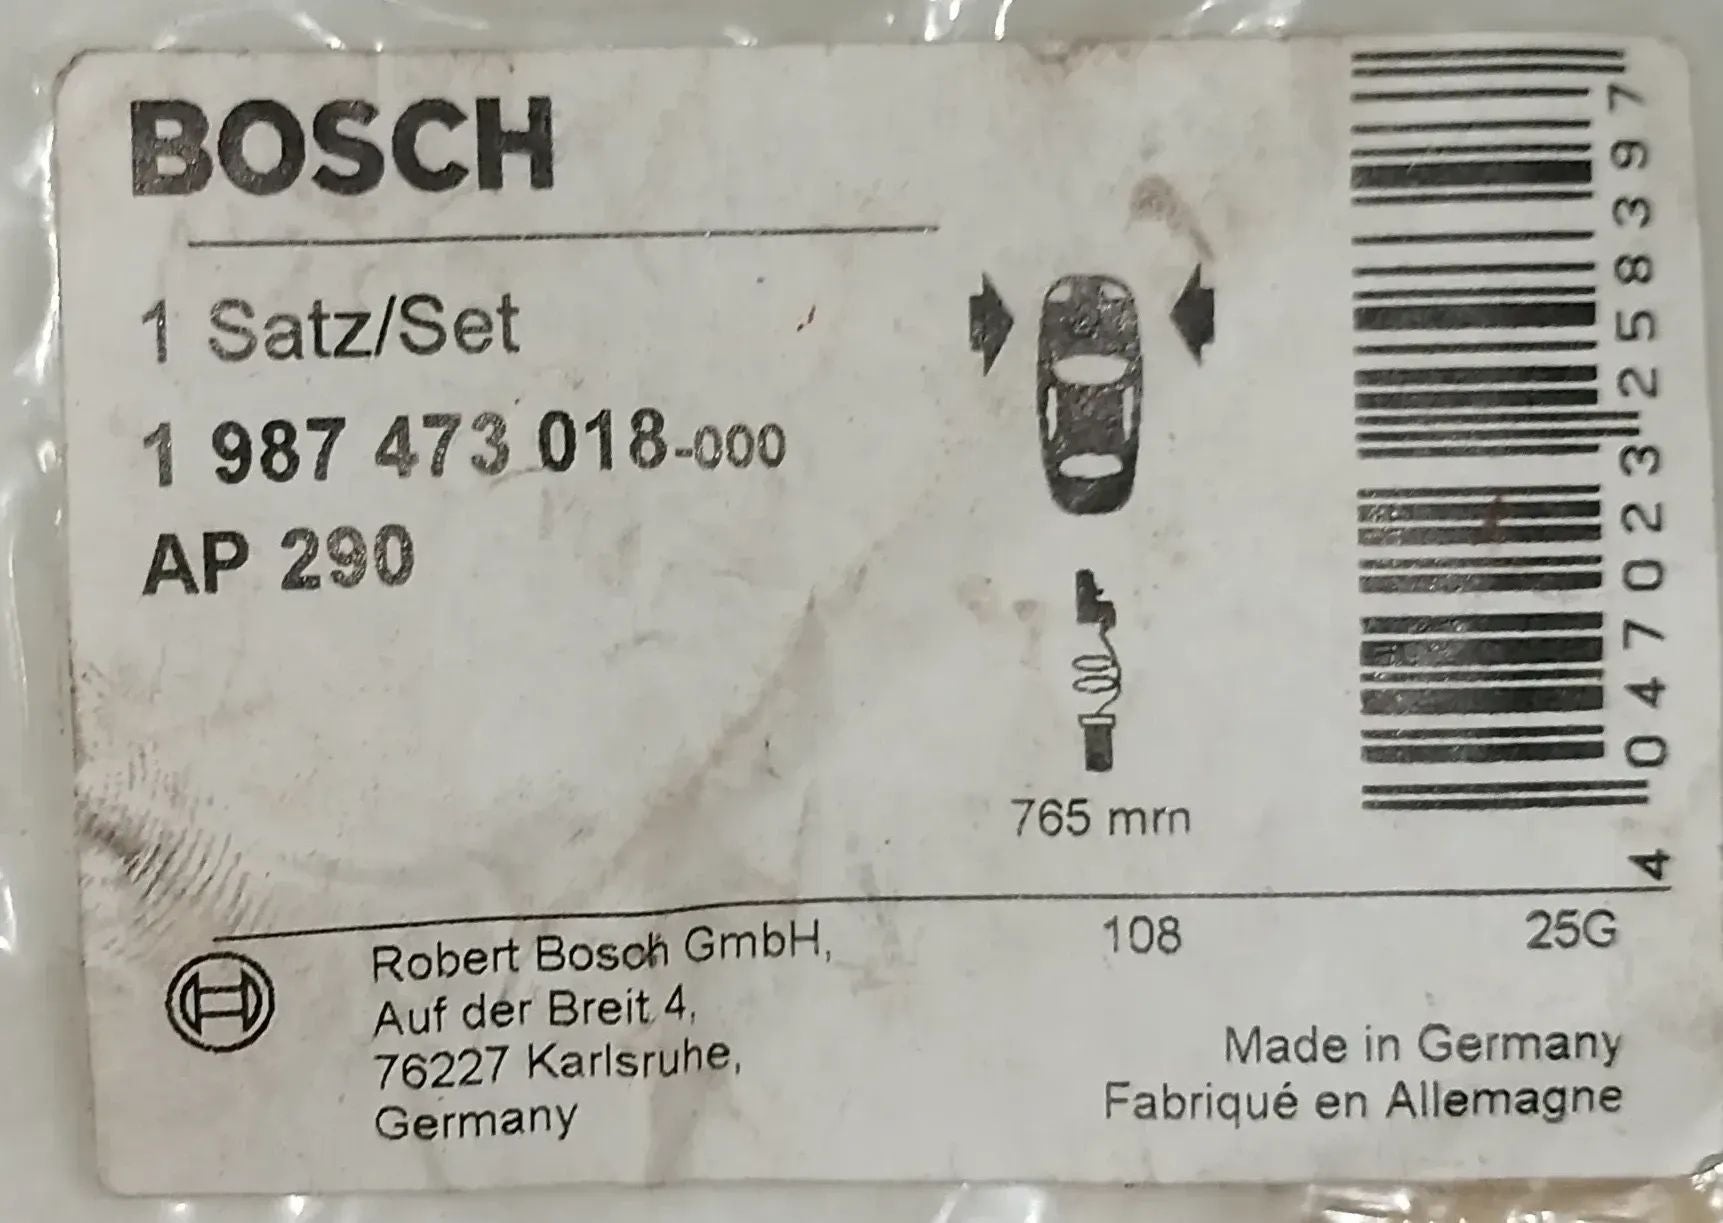 BOSCH
1 Satz/Set
1 987 473 018-000
AP 290
765 mm
4 047023 258397
108
25G
Robert Bosch GmbH,
Auf der Breit 4,
76227 Karlsruhe,
Germany
Made in Germany
Fabriqué en Allemagne